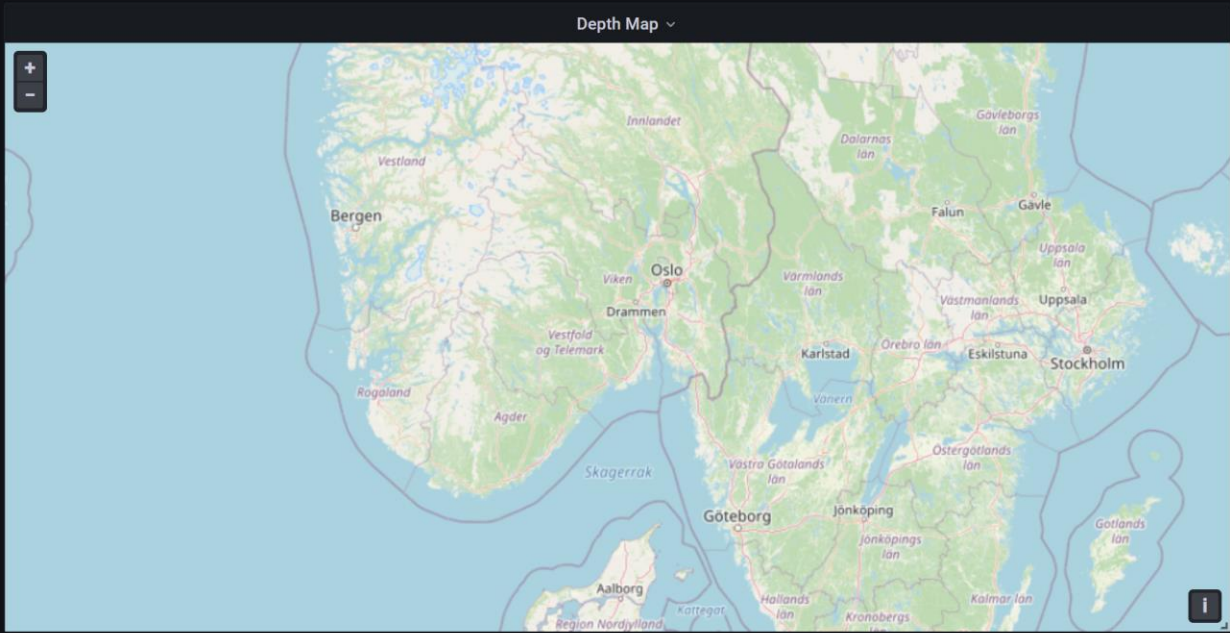 Depth Map
+
−
Innlandet
Gävleborgs
län
Dalarnas
län
Vestland
Bergen
Falun
Gävle
Uppsala
län
Oslo
Viken
Värmlands
län
Västmanlands
län
Uppsala
Drammen
Vestfold
og Telemark
Karlstad
Örebro län
Eskilstuna
Stockholm
Rogaland
Vänern
Agder
Östergötlands
län
Skagerrak
Västra Götalands
län
Göteborg
Jönköping
Gotlands
län
Jönköpings
län
Aalborg
Hallands
län
Kalmar län
Kattegat
Kronobergs
län
Region Nordjylland
i